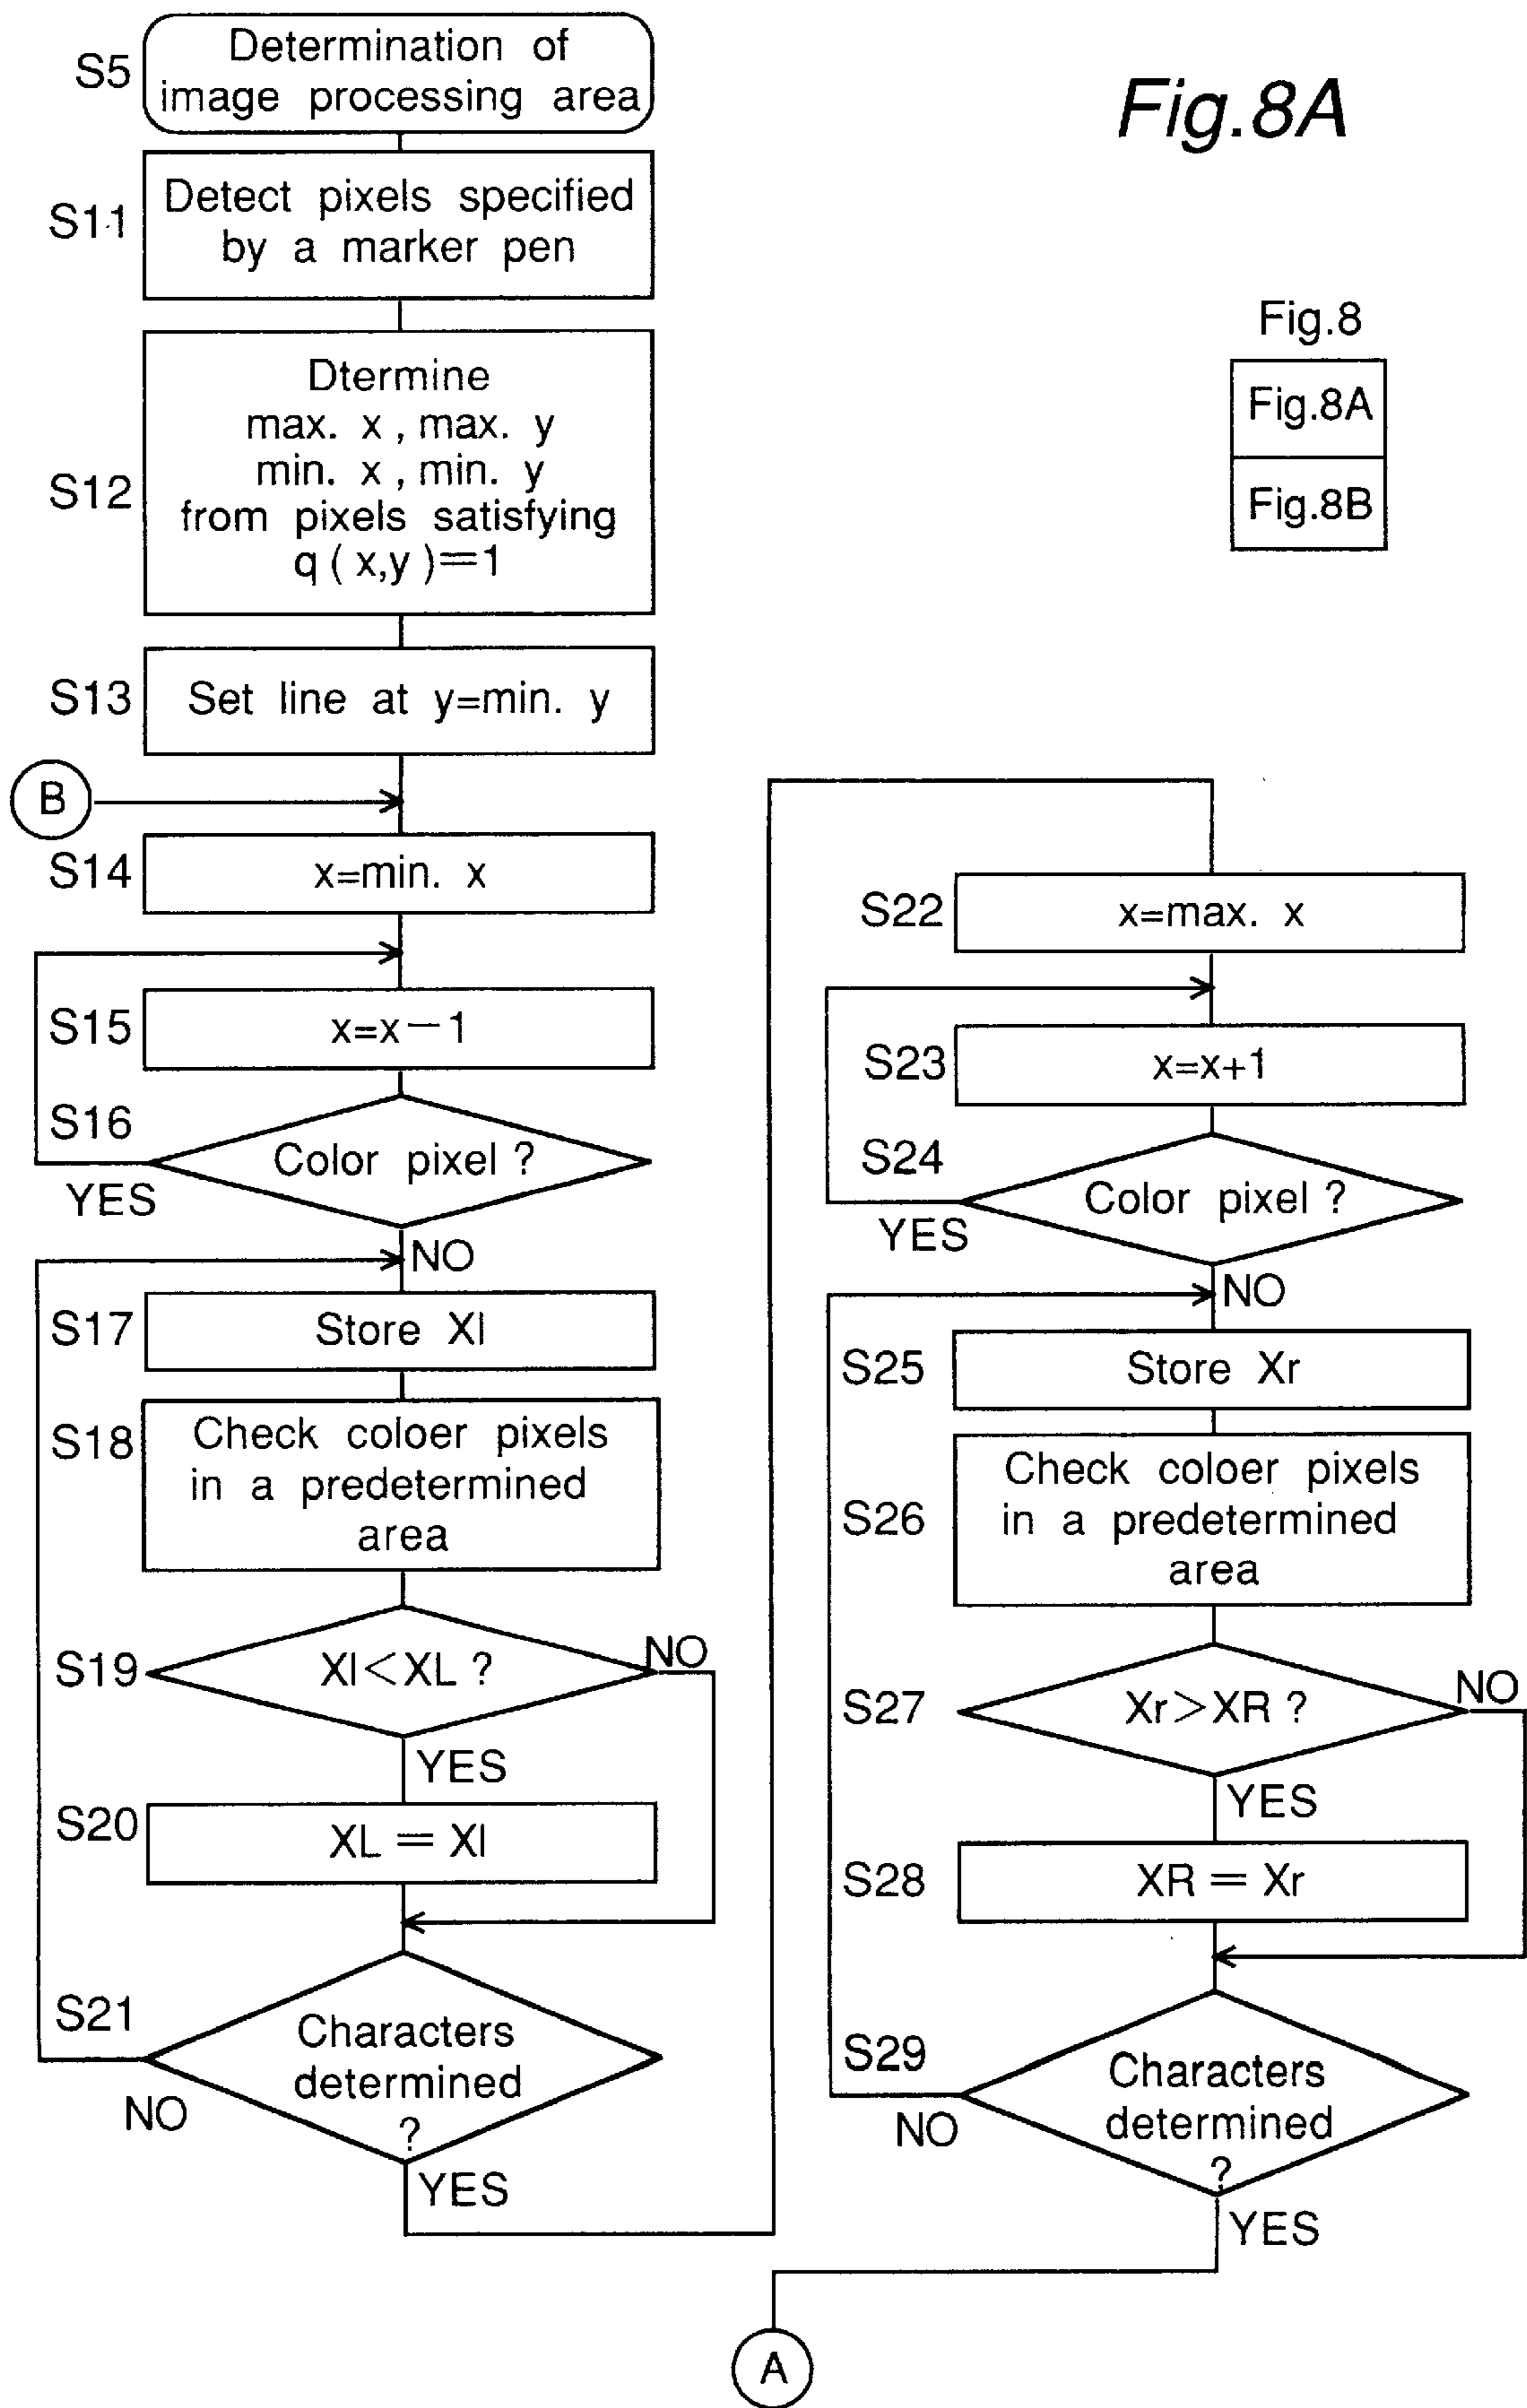 Fig.8A
Fig.8
Fig.8A
Fig.8B
S5
Determination of
image processing area
S11
Detect pixels specified
by a marker pen
S12
Dtermine
max. x , max. y
min. x , min. y
from pixels satisfying
q ( x,y )=1
S13
Set line at y=min. y
B
S14
x=min. x
S15
x=x−1
S16
Color pixel ?
YES
NO
S17
Store Xl
S18
Check coloer pixels
in a predetermined
area
S19
Xl<XL ?
NO
YES
S20
XL = Xl
S21
Characters
determined
?
NO
YES
S22
x=max. x
S23
x=x+1
S24
Color pixel ?
YES
NO
S25
Store Xr
S26
Check coloer pixels
in a predetermined
area
S27
Xr>XR ?
NO
YES
S28
XR = Xr
S29
Characters
determined
?
NO
YES
A